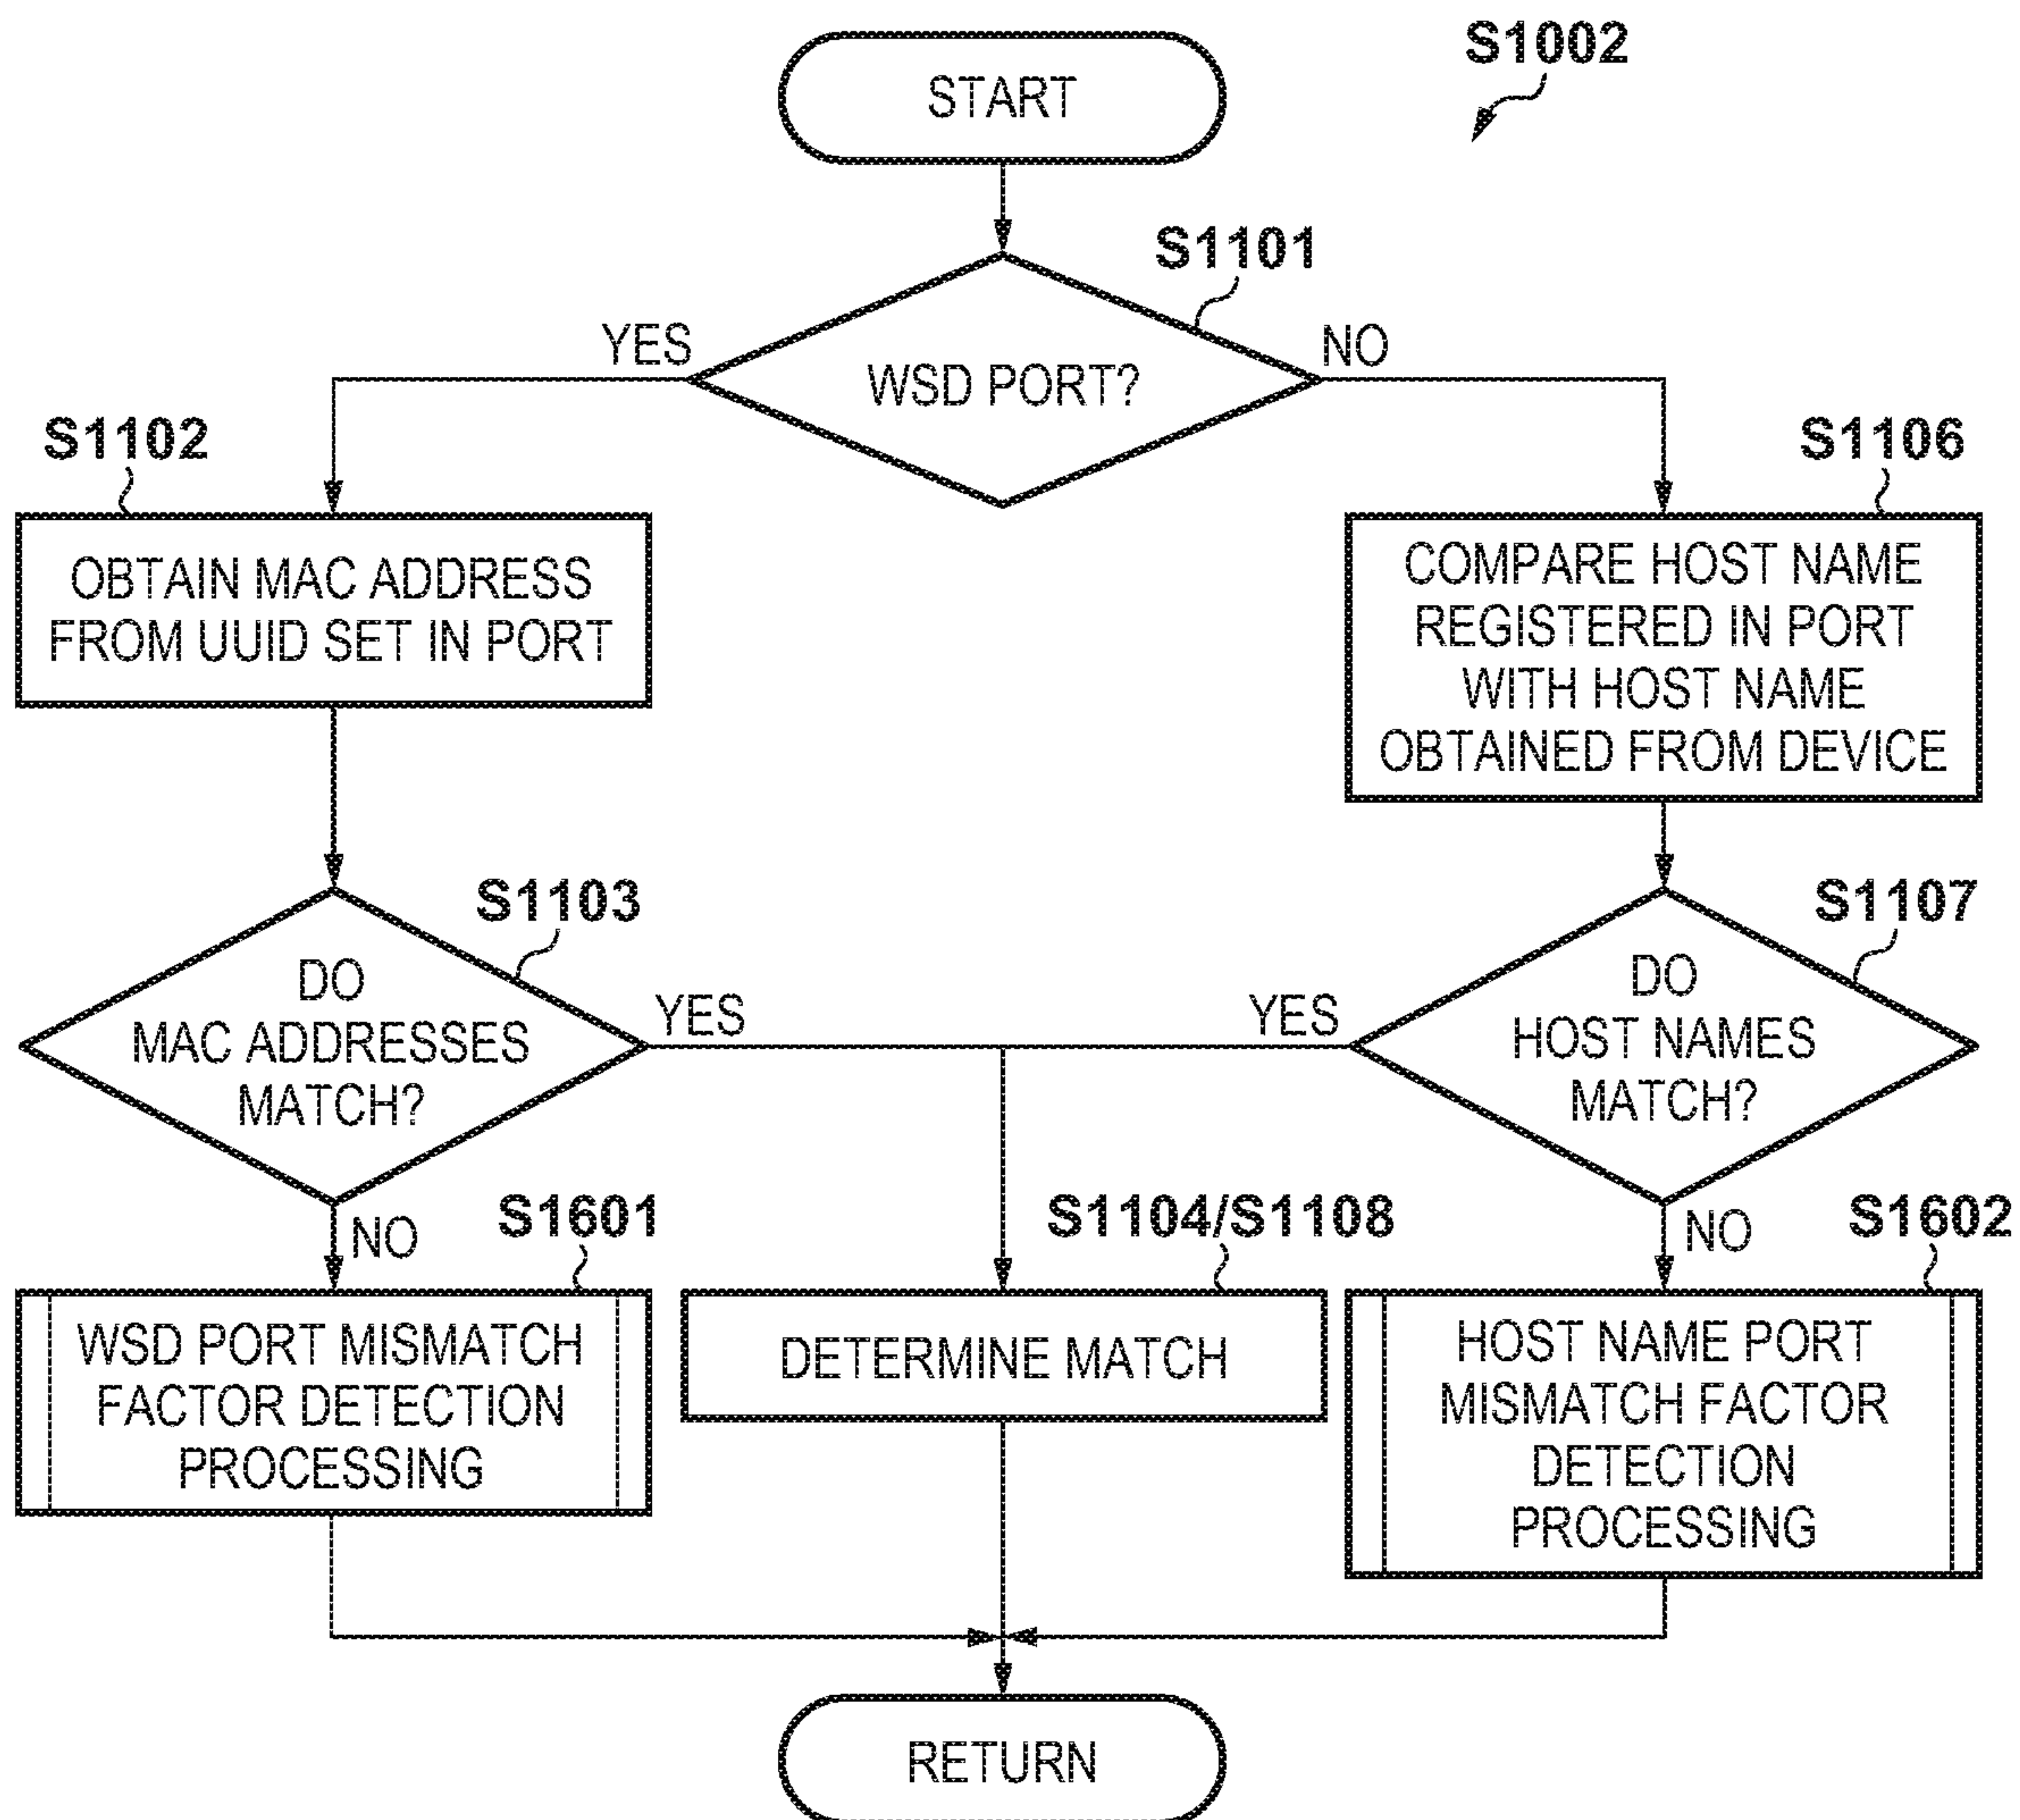 S1002
START
S1101
YES
NO
WSD PORT?
S1102
S1106
OBTAIN MAC ADDRESS
FROM UUID SET IN PORT
COMPARE HOST NAME
REGISTERED IN PORT
WITH HOST NAME
OBTAINED FROM DEVICE
S1103
S1107
DO
MAC ADDRESSES
MATCH?
YES
YES
DO
HOST NAMES
MATCH?
NO
S1601
S1104/S1108
NO
S1602
WSD PORT MISMATCH
FACTOR DETECTION
PROCESSING
DETERMINE MATCH
HOST NAME PORT
MISMATCH FACTOR
DETECTION
PROCESSING
RETURN